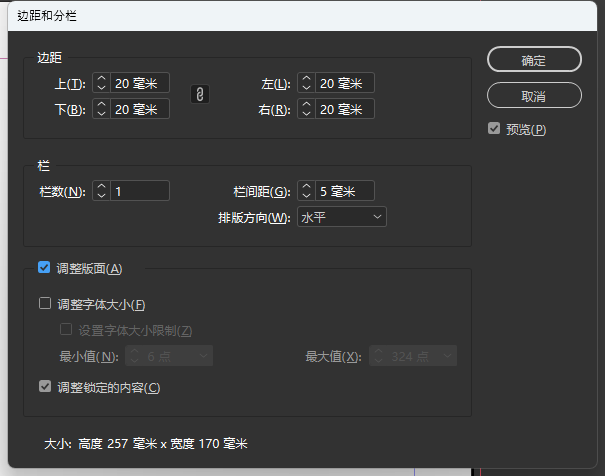 边距和分栏
边距
上(T): 20 毫米 左(L): 20 毫米
下(B): 20 毫米 右(R): 20 毫米
确定
取消
预览(P)
栏
栏数(N): 1 栏间距(G): 5 毫米
排版方向(W): 水平
调整版面(A)
调整字体大小(F)
设置字体大小限制(Z)
最小值(N): 6 点 最大值(X): 324 点
调整锁定的内容(C)
大小: 高度 257 毫米 x 宽度 170 毫米